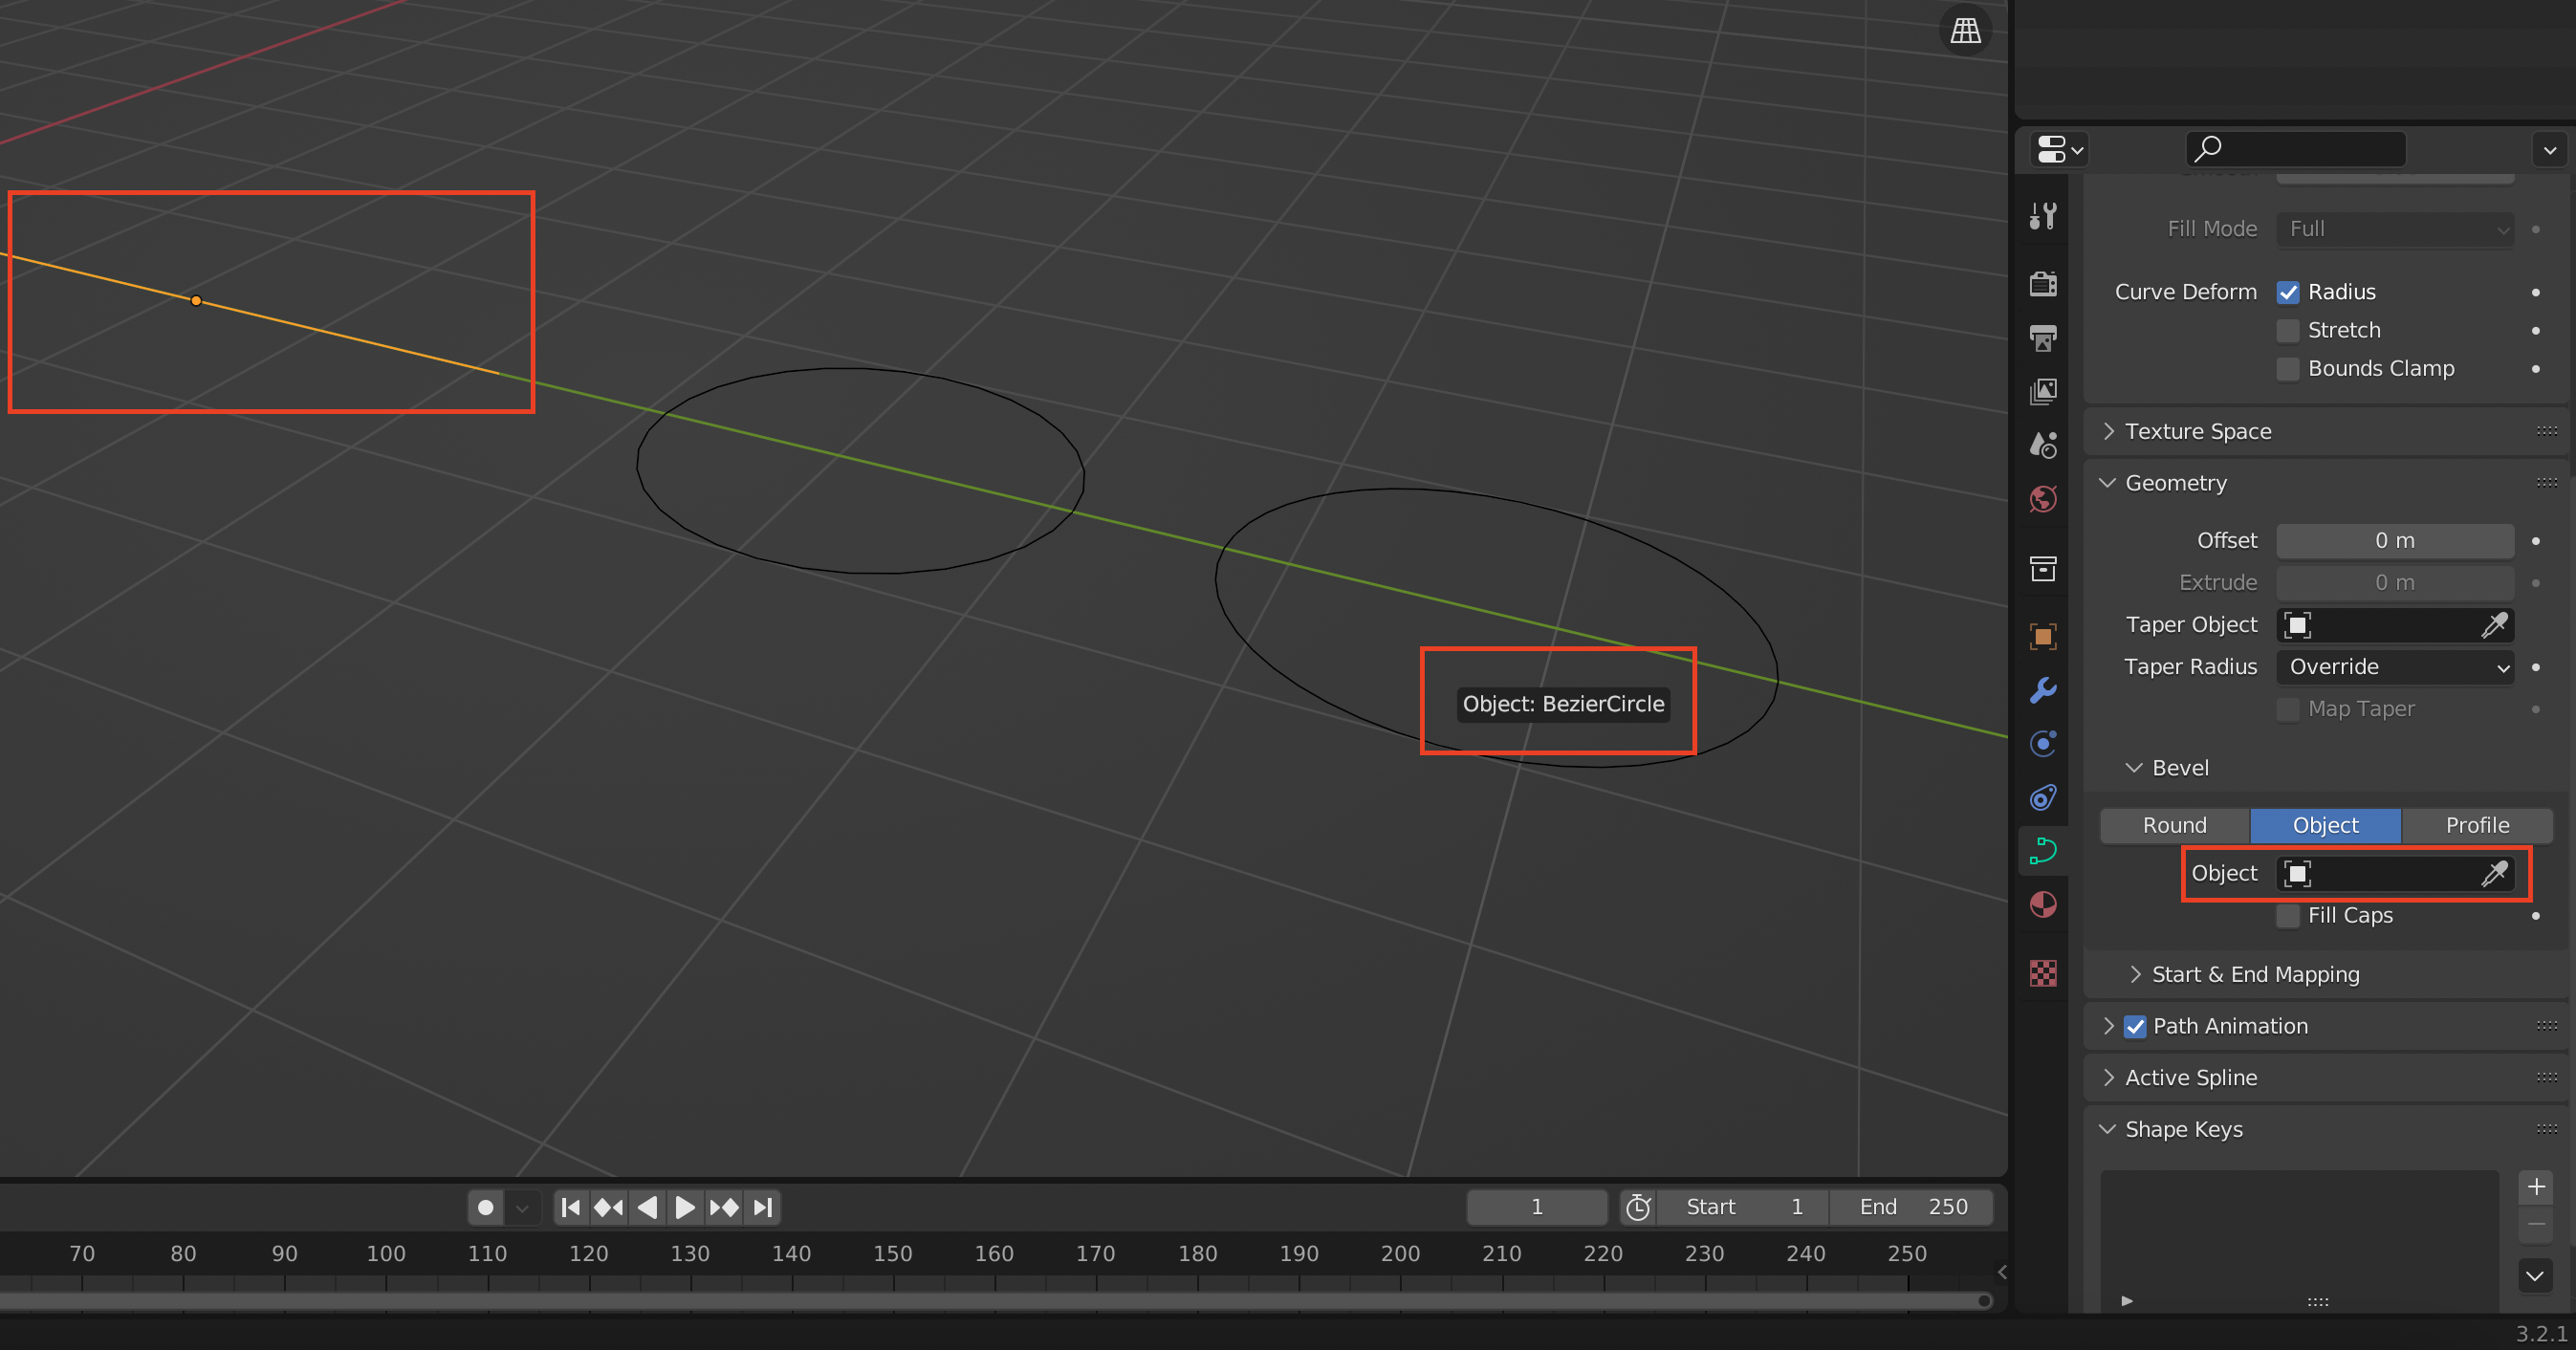 Fill Mode Full
Curve Deform Radius
Stretch
Bounds Clamp
Texture Space
Geometry
Offset 0 m
Extrude 0 m
Taper Object
Taper Radius Override
Map Taper
Object: BezierCircle
Bevel
Round Object Profile
Object
Fill Caps
Start & End Mapping
Path Animation
Active Spline
Shape Keys
1 Start 1 End 250
70 80 90 100 110 120 130 140 150 160 170 180 190 200 210 220 230 240 250
3.2.1